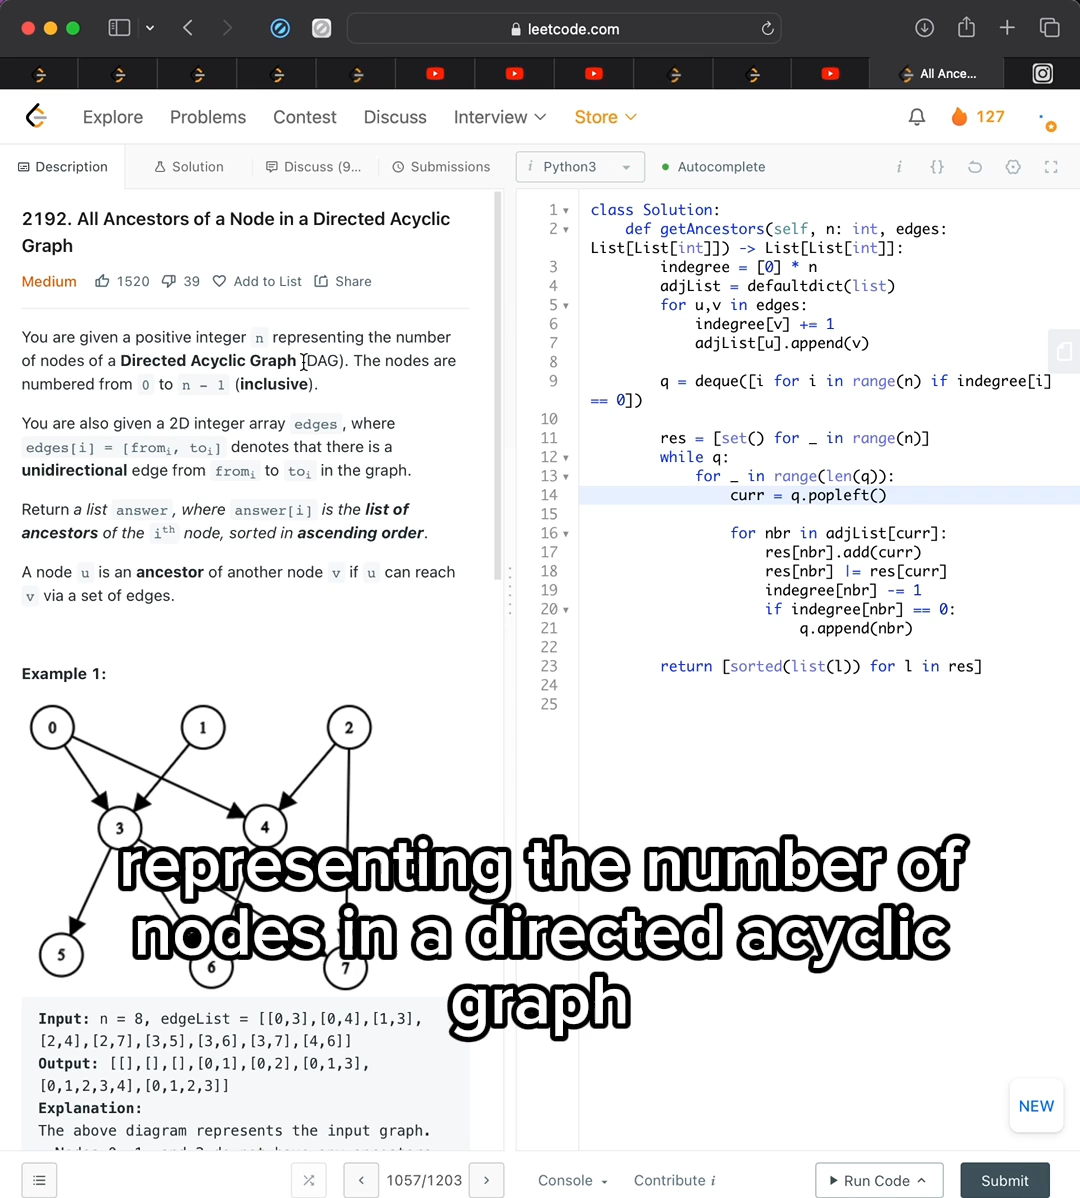 leetcode.com
All Ance...
Explore Problems Contest Discuss Interview Store 127
Description Solution Discuss (9... Submissions Python3 Autocomplete
2192. All Ancestors of a Node in a Directed Acyclic
Graph
Medium 1520 39 Add to List Share
You are given a positive integer n representing the number
of nodes of a Directed Acyclic Graph (DAG). The nodes are
numbered from 0 to n - 1 (inclusive).
You are also given a 2D integer array edges , where
edges[i] = [fromi, toi] denotes that there is a
unidirectional edge from fromi to toi in the graph.
Return a list answer , where answer[i] is the list of
ancestors of the ith node, sorted in ascending order.
A node u is an ancestor of another node v if u can reach
v via a set of edges.
Example 1:
0 1 2
3 4
5 6 7
Input: n = 8, edgeList = [[0,3],[0,4],[1,3],
[2,4],[2,7],[3,5],[3,6],[3,7],[4,6]]
Output: [[],[],[],[0,1],[0,2],[0,1,3],
[0,1,2,3,4],[0,1,2,3]]
Explanation:
The above diagram represents the input graph.
1 class Solution:
2 def getAncestors(self, n: int, edges:
List[List[int]]) -> List[List[int]]:
3 indegree = [0] * n
4 adjList = defaultdict(list)
5 for u,v in edges:
6 indegree[v] += 1
7 adjList[u].append(v)
8
9 q = deque([i for i in range(n) if indegree[i]
== 0])
10
11 res = [set() for _ in range(n)]
12 while q:
13 for _ in range(len(q)):
14 curr = q.popleft()
15
16 for nbr in adjList[curr]:
17 res[nbr].add(curr)
18 res[nbr] |= res[curr]
19 indegree[nbr] -= 1
20 if indegree[nbr] == 0:
21 q.append(nbr)
22
23 return [sorted(list(l)) for l in res]
24
25
representing the number of
nodes in a directed acyclic
graph
NEW
1057/1203 Console Contribute i Run Code Submit